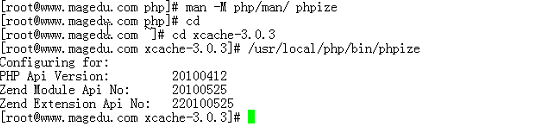 [root@www.magedu.com php]# man -M php/man/ phpize
[root@www.magedu.com php]# cd
[root@www.magedu.com ~]# cd xcache-3.0.3
[root@www.magedu.com xcache-3.0.3]# /usr/local/php/bin/phpize
Configuring for:
PHP Api Version:         20100412
Zend Module Api No:      20100525
Zend Extension Api No:   220100525
[root@www.magedu.com xcache-3.0.3]#